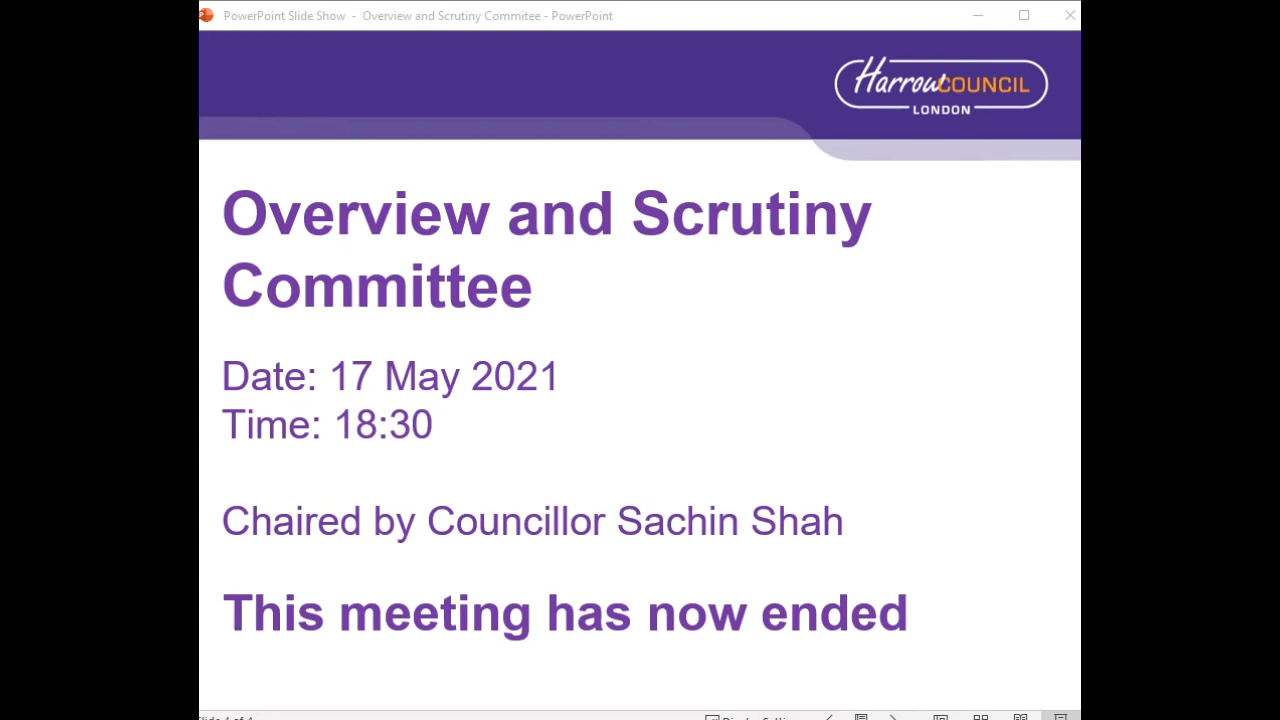 PowerPoint Slide Show - Overview and Scrutiny Commitee - PowerPoint
Harrow COUNCIL
LONDON
Overview and Scrutiny
Committee
Date: 17 May 2021
Time: 18:30
Chaired by Councillor Sachin Shah
This meeting has now ended